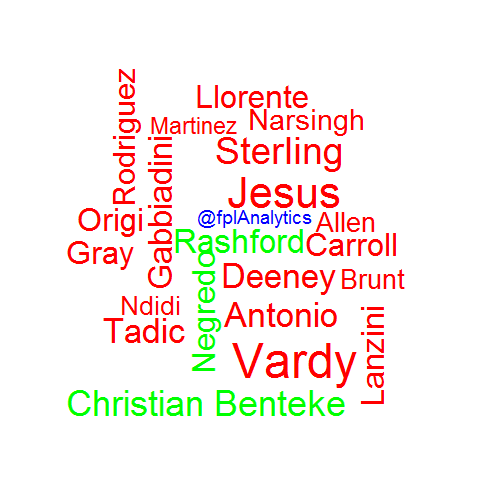 Rodriguez
Llorente
Martinez
Narsingh
Gabbiadini
Sterling
Jesus
Origi
@fplAnalytics
Allen
Gray
Rashford
Carroll
Negredo
Deeney
Brunt
Ndidi
Antonio
Tadic
Lanzini
Vardy
Christian Benteke